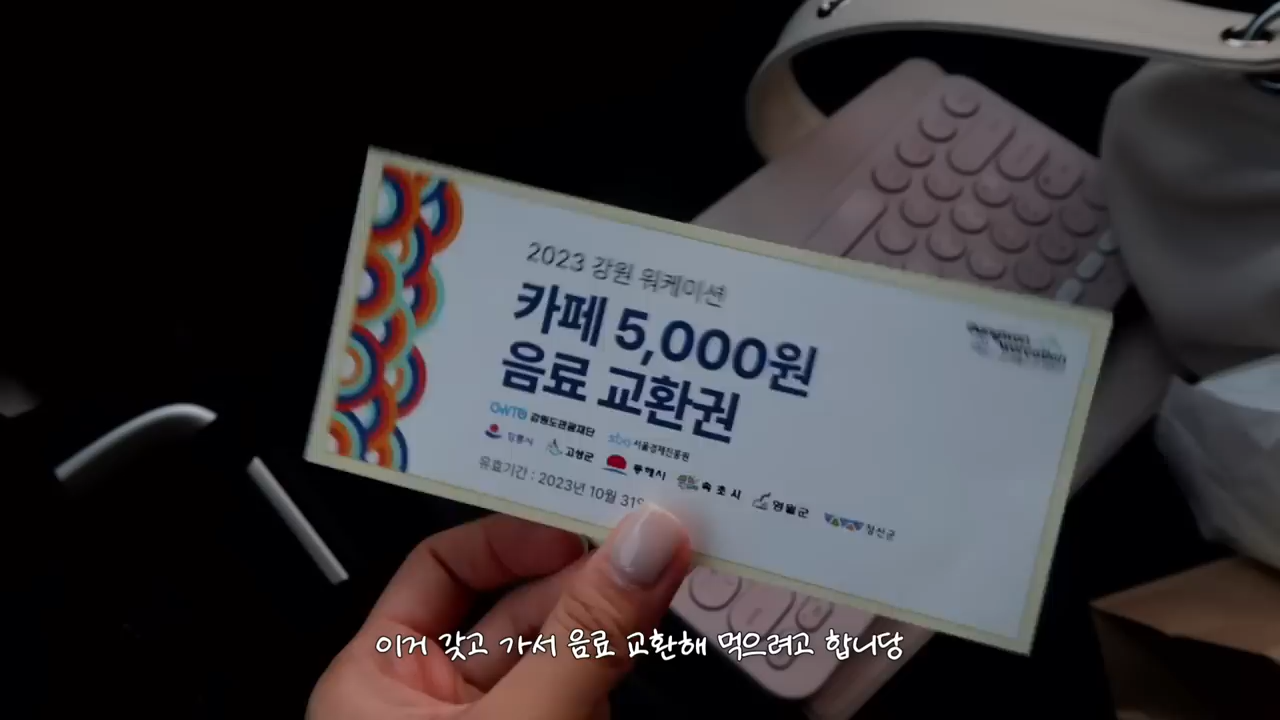 2023 강원 워케이션
카페 5,000원
음료 교환권
GWTO 강원도관광재단 sba 서울경제진흥원
강릉시 고성군 동해시 속초시 영월군 정선군
유효기간 : 2023년 10월 31
이거 갖고 가서 음료 교환해 먹으려고 합니당